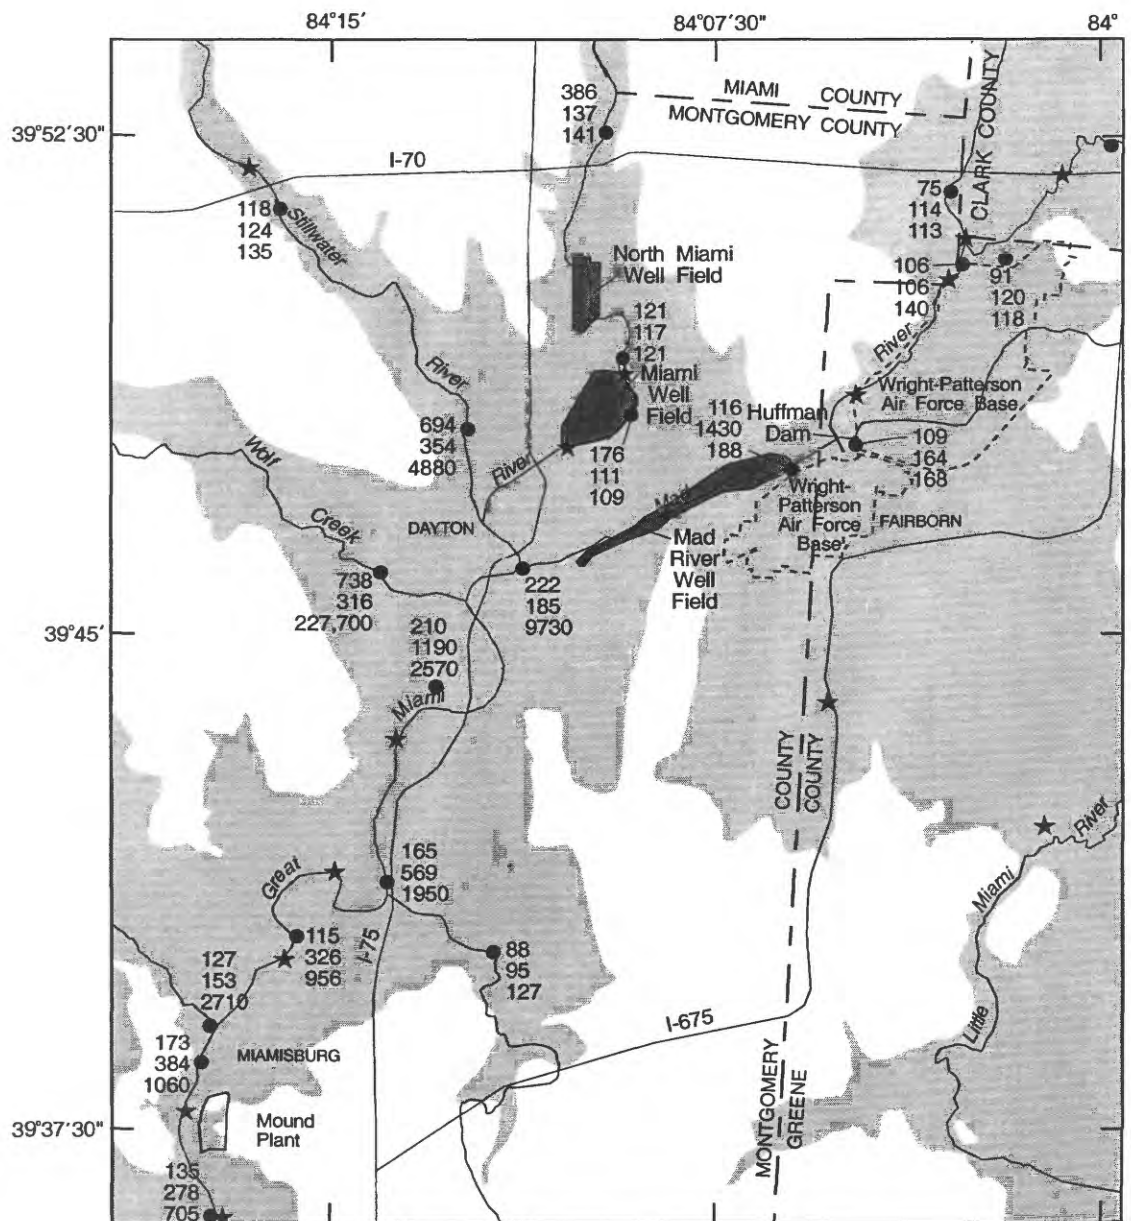 84°15'
84°07'30"
84°
39°52'30"
386
137
141
MIAMI COUNTY
MONTGOMERY COUNTY
CLARK COUNTY
I-70
75
114
113
118
124
135
Stillwater
River
North Miami
Well Field
106
106
140
91
120
118
121
117
121
River
Miami
Well
Field
Wright-Patterson
Air Force Base
694
354
4880
116
1430
188
Huffman
Dam
109
164
168
Wolf
Creek
River
176
111
109
Mad
Wright-
Patterson
Air Force
Base
FAIRBORN
DAYTON
Mad
River
Well
Field
738
316
227,700
222
185
9730
39°45'
210
1190
2570
Miami
COUNTY
COUNTY
River
Miami
Little
165
569
1950
Great
115
326
956
I-75
88
95
127
127
153
2710
I-675
173
384
1060
MIAMISBURG
MONTGOMERY
GREENE
39°37'30"
Mound
Plant
135
278
705